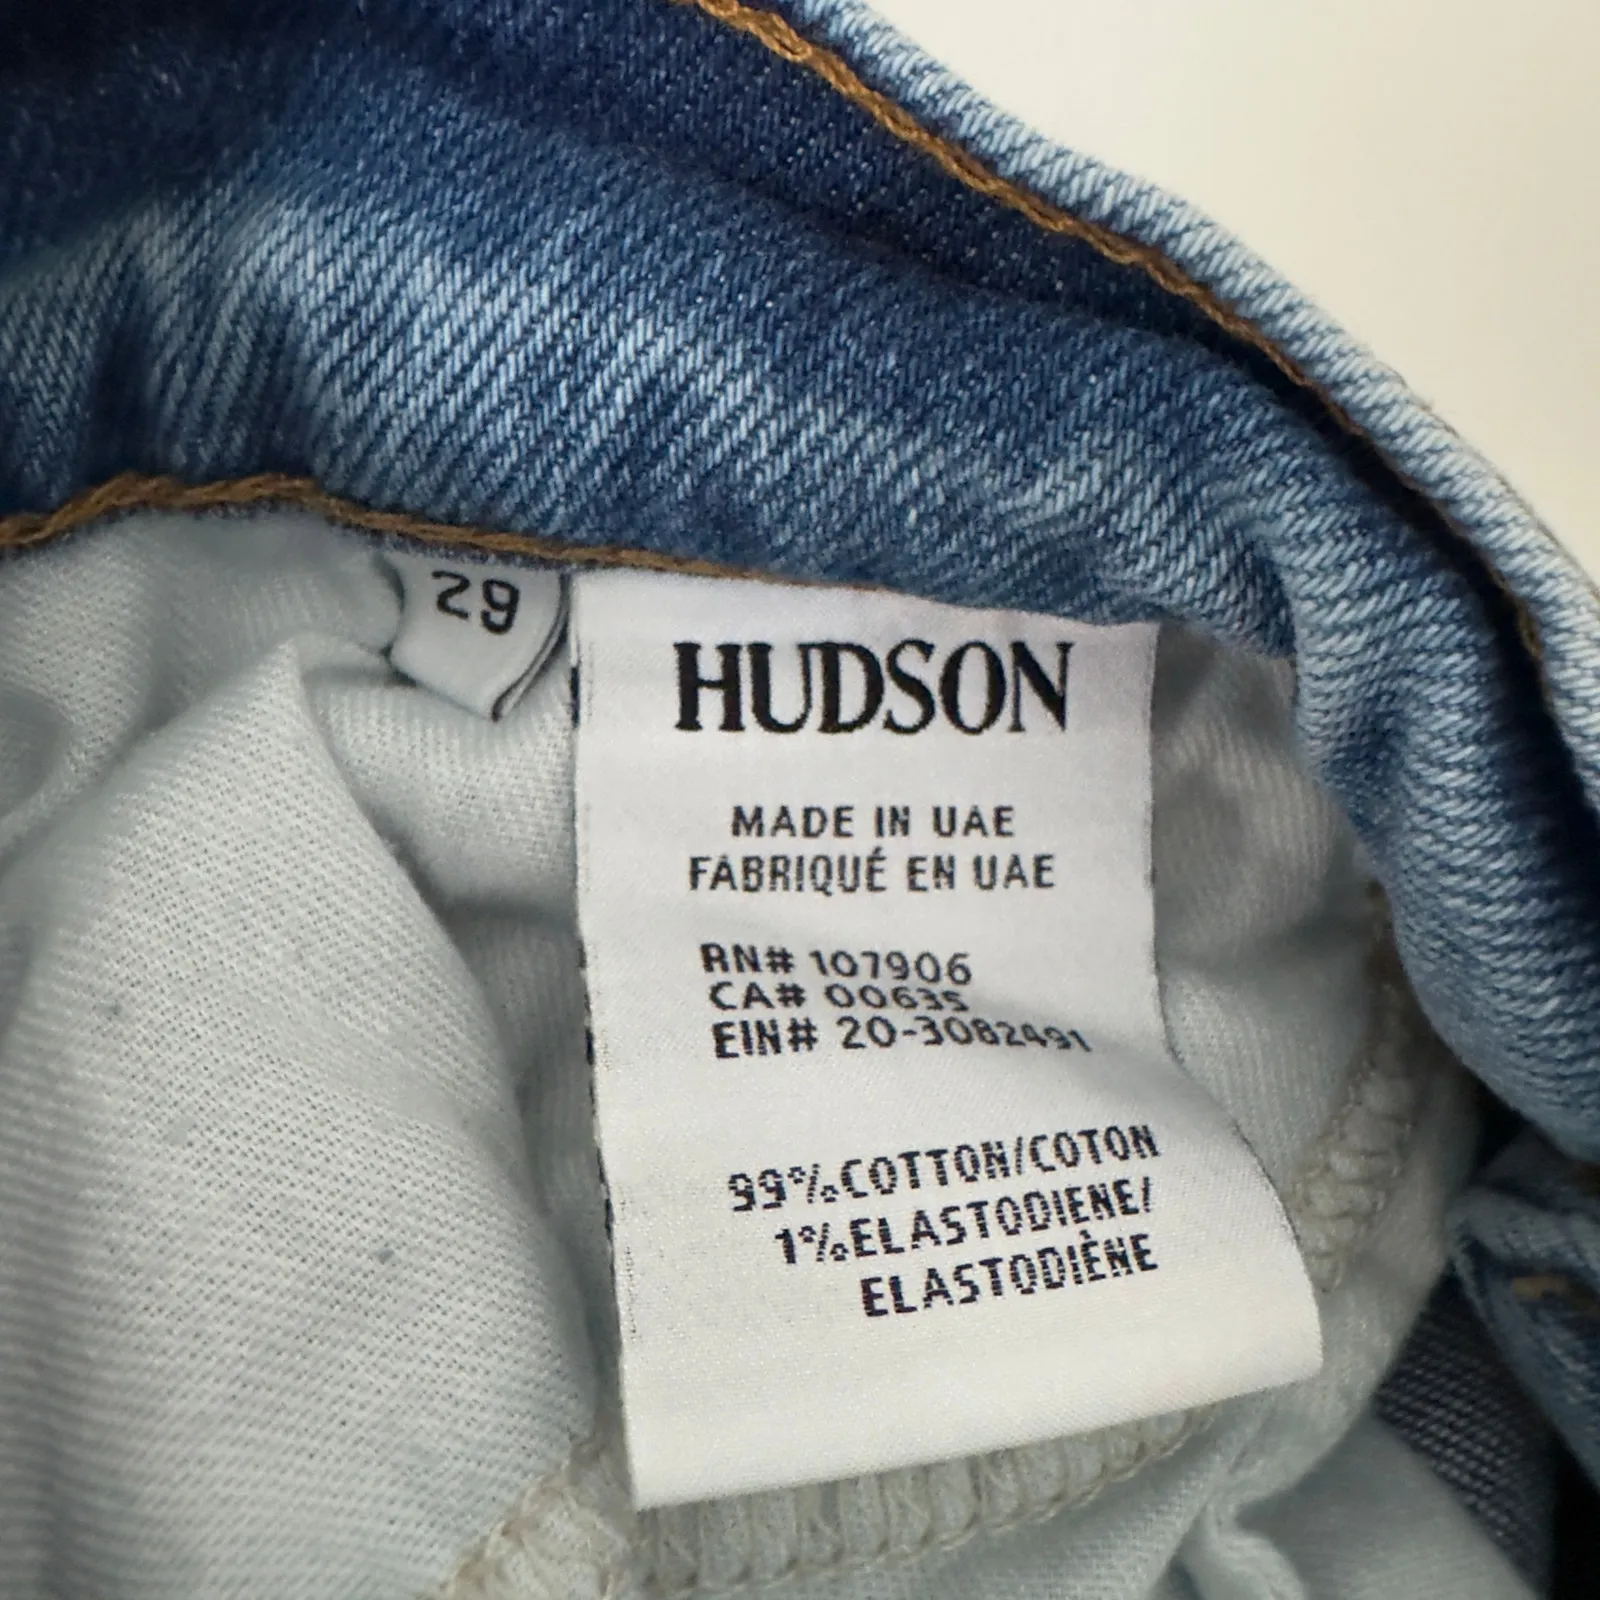 29
HUDSON
MADE IN UAE
FABRIQUÉ EN UAE
RN# 107906
CA# 00635
EIN# 20-3082491
99%COTTON/COTON
1%ELASTODIENE/
ELASTODIÈNE